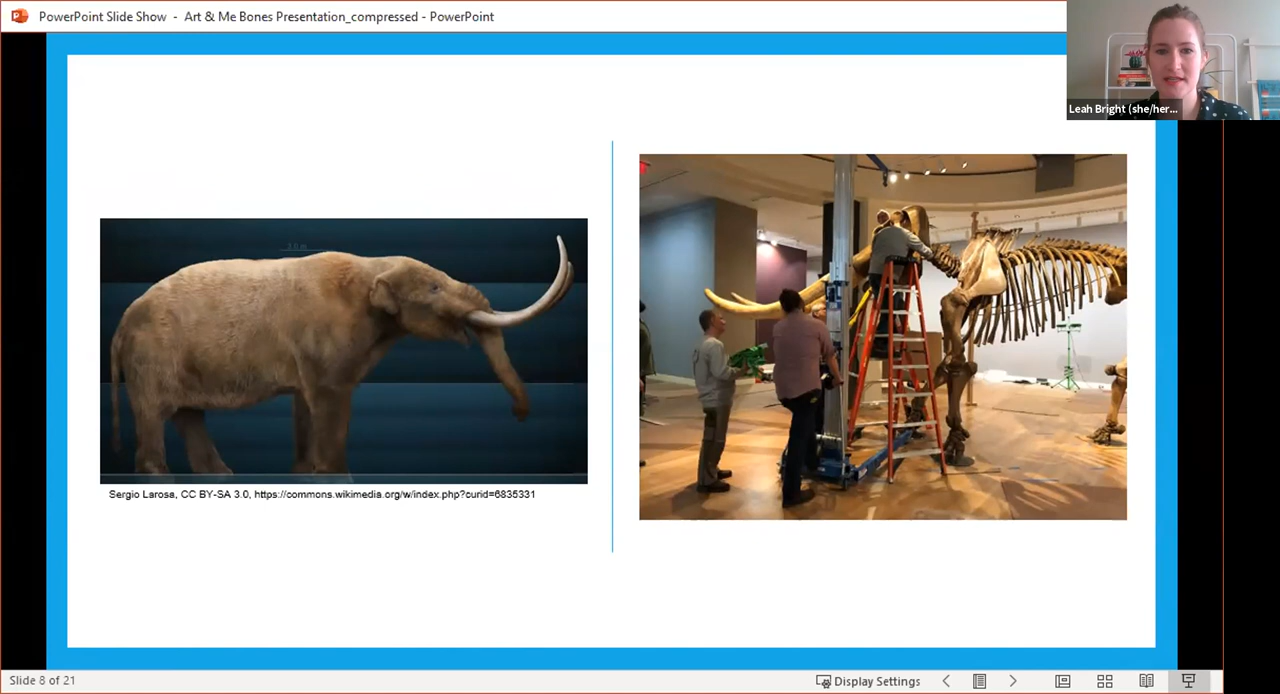 PowerPoint Slide Show - Art & Me Bones Presentation_compressed - PowerPoint
Leah Bright (she/her...
Sergio Larosa, CC BY-SA 3.0, https://commons.wikimedia.org/w/index.php?curid=6835331
Slide 8 of 21
Display Settings